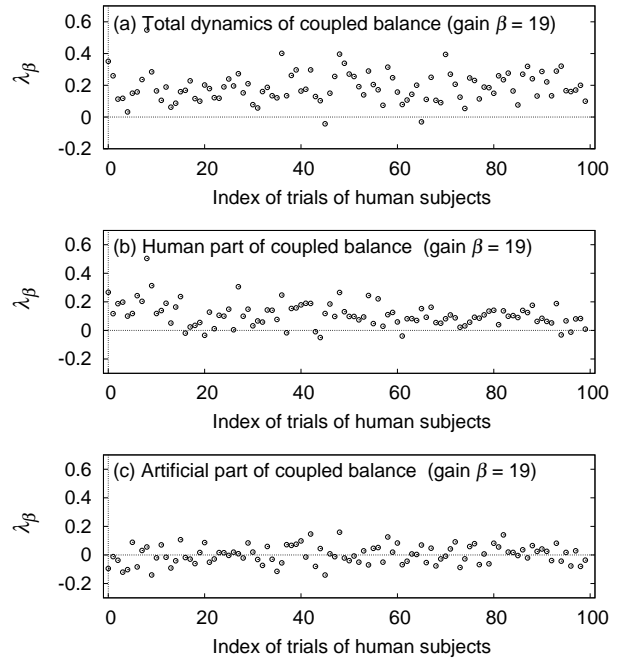 (a) Total dynamics of coupled balance (gain β = 19)
0.6
0.4
0.2
0
-0.2
λβ
0 20 40 60 80 100
Index of trials of human subjects
(b) Human part of coupled balance (gain β = 19)
0.6
0.4
0.2
0
-0.2
λβ
0 20 40 60 80 100
Index of trials of human subjects
(c) Artificial part of coupled balance (gain β = 19)
0.6
0.4
0.2
0
-0.2
λβ
0 20 40 60 80 100
Index of trials of human subjects